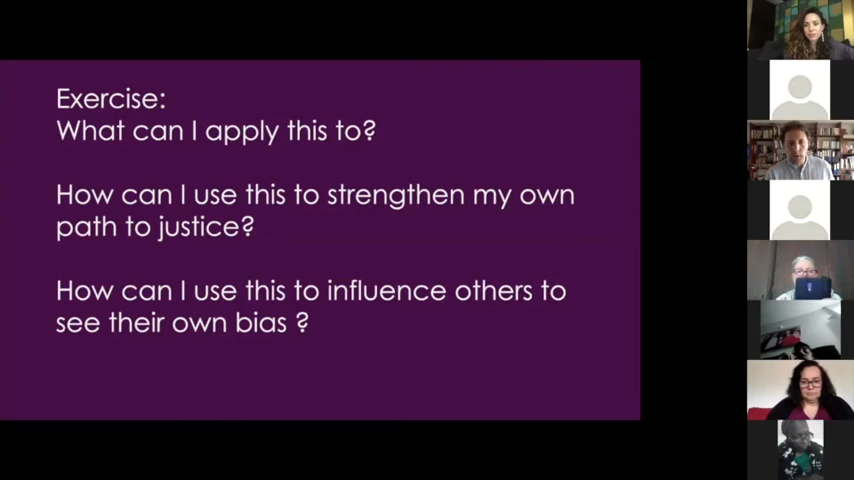 Exercise:
What can I apply this to?
How can I use this to strengthen my own
path to justice?
How can I use this to influence others to
see their own bias ?